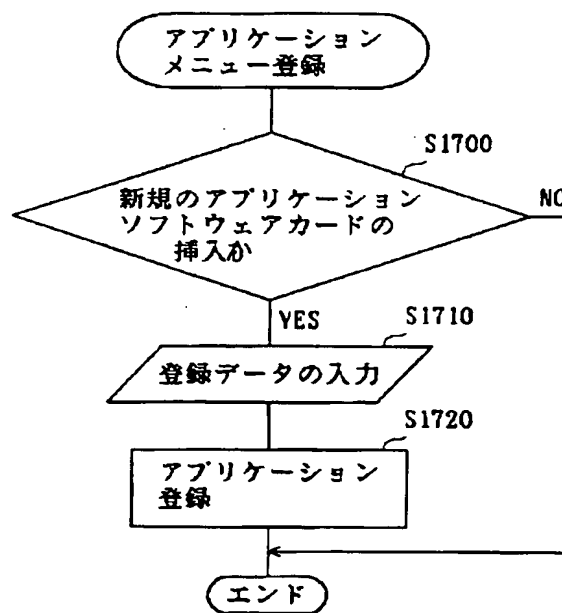 アプリケーション
メニュー登録
S1700
新規のアプリケーション
ソフトウェアカードの
挿入か
NO
YES
S1710
登録データの入力
S1720
アプリケーション
登録
エンド